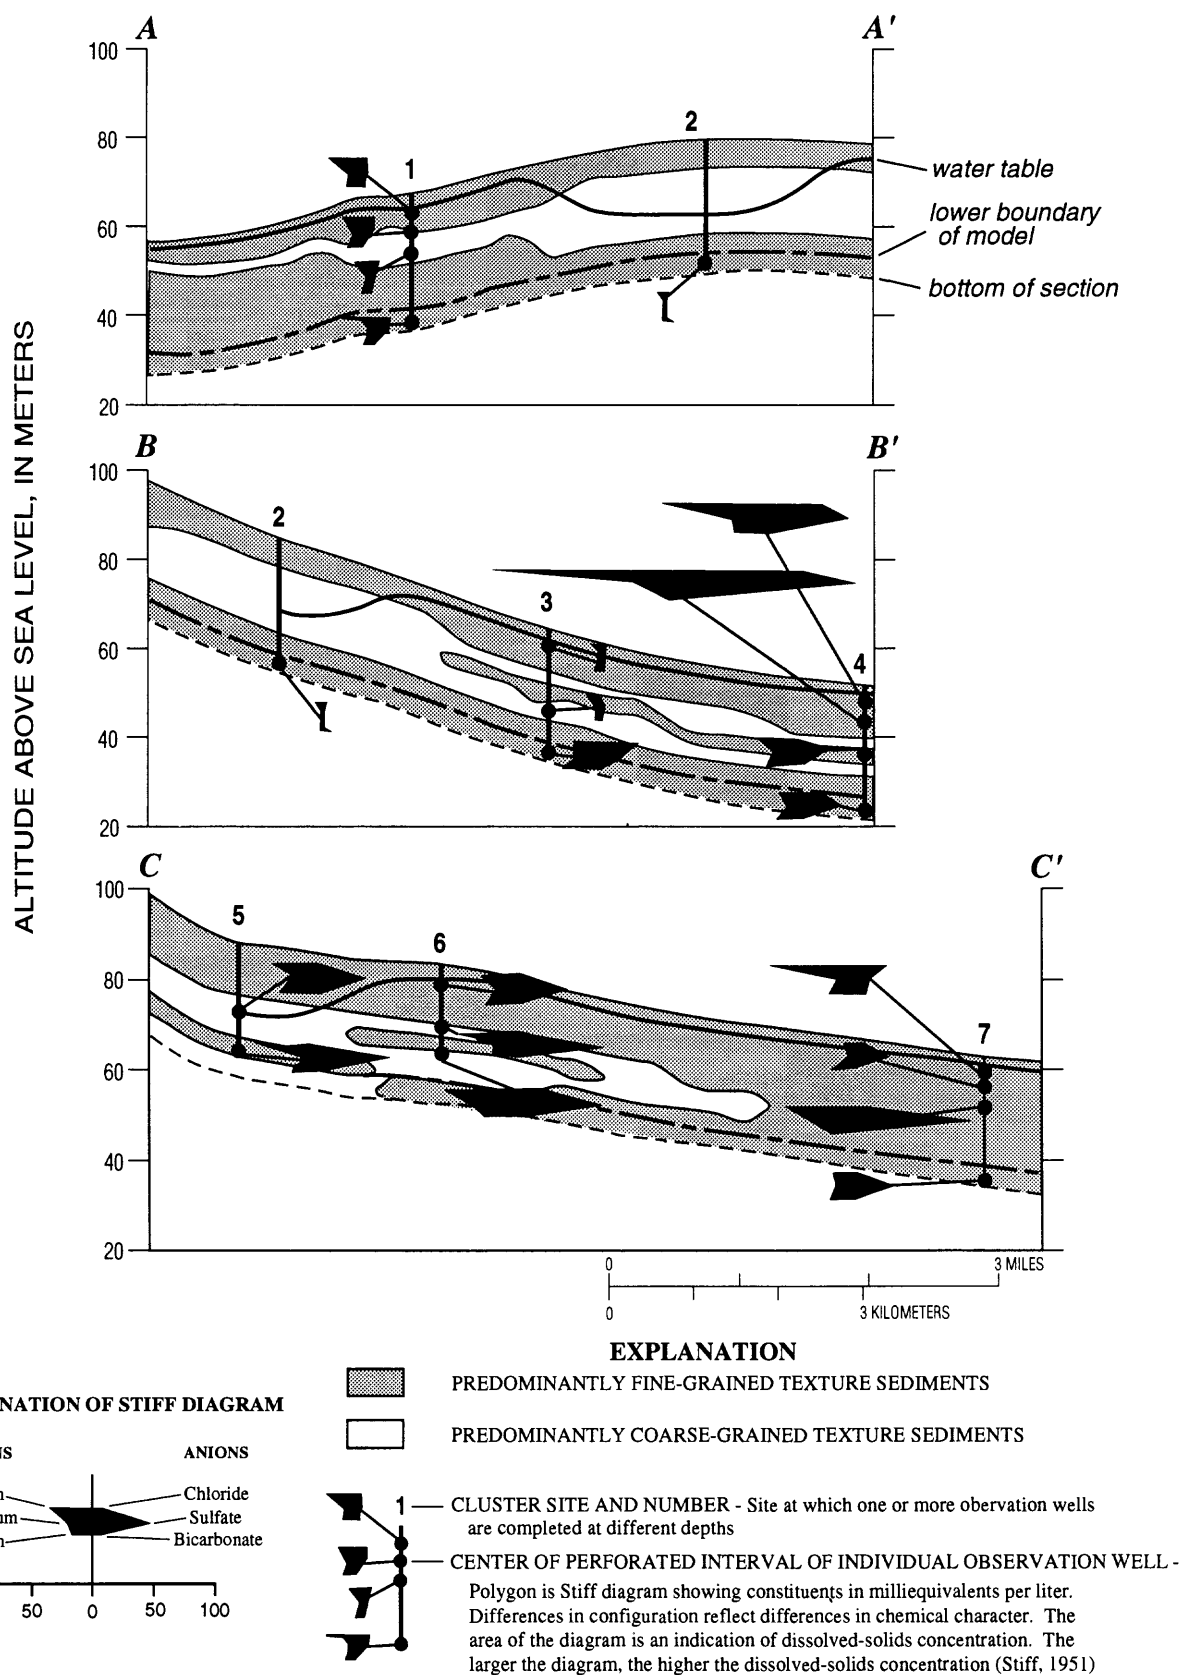 A A'
100
80
60
40
20
1
2
water table
lower boundary
of model
bottom of section
ALTITUDE ABOVE SEA LEVEL, IN METERS
B B'
100
80
60
40
20
2
3
4
C C'
100
80
60
40
20
5
6
7
0 3 MILES
0 3 KILOMETERS
EXPLANATION
PREDOMINANTLY FINE-GRAINED TEXTURE SEDIMENTS
PREDOMINANTLY COARSE-GRAINED TEXTURE SEDIMENTS
1 CLUSTER SITE AND NUMBER - Site at which one or more obervation wells
are completed at different depths
CENTER OF PERFORATED INTERVAL OF INDIVIDUAL OBSERVATION WELL -
Polygon is Stiff diagram showing constituents in milliequivalents per liter.
Differences in configuration reflect differences in chemical character. The
area of the diagram is an indication of dissolved-solids concentration. The
larger the diagram, the higher the dissolved-solids concentration (Stiff, 1951)
NATION OF STIFF DIAGRAM
NS ANIONS
Chloride
Sulfate
Bicarbonate
50 0 50 100